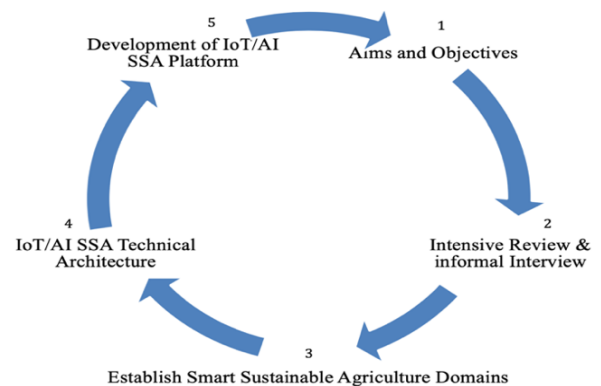 1
Aims and Objectives
2
Intensive Review &
informal Interview
3
Establish Smart Sustainable Agriculture Domains
4
IoT/AI SSA Technical
Architecture
5
Development of IoT/AI
SSA Platform